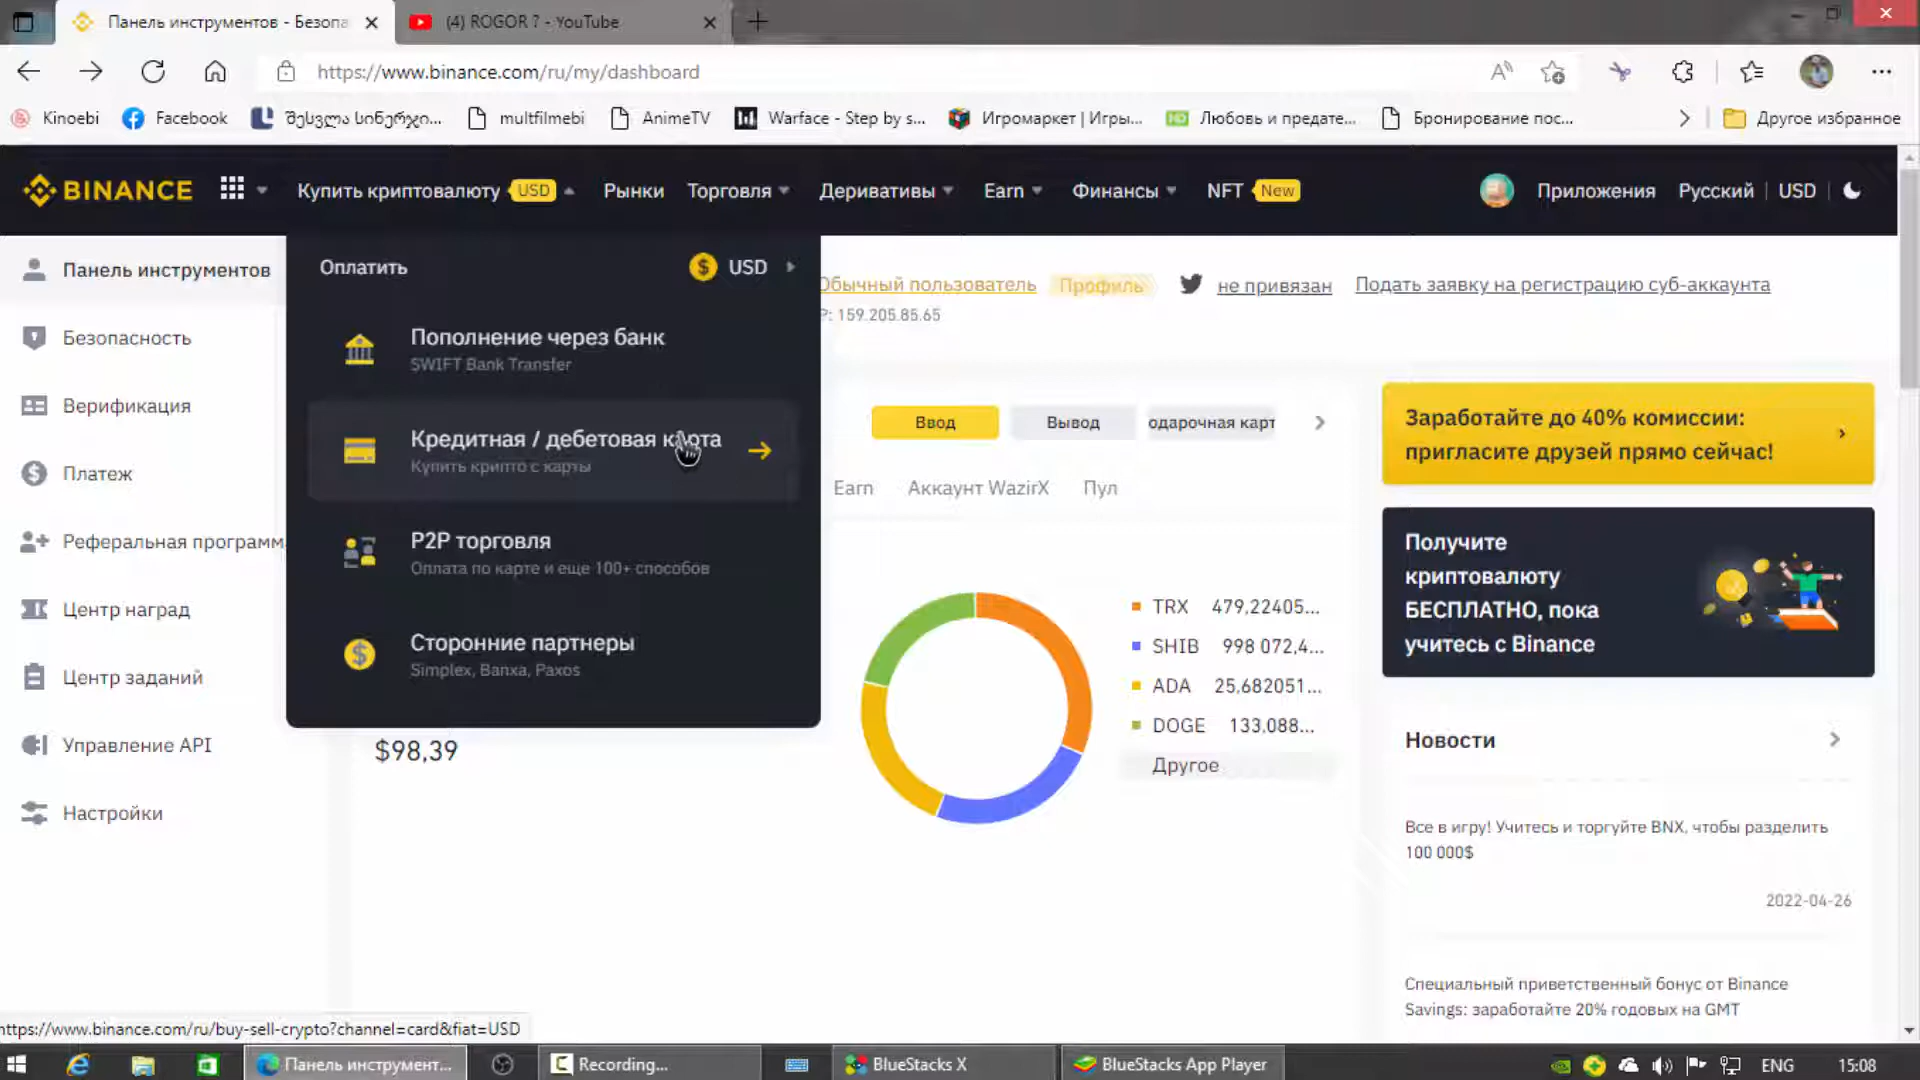 Панель инструментов - Безопа
(4) ROGOR ? - YouTube
https://www.binance.com/ru/my/dashboard
Kinoebi
Facebook
შესვლა სინერჯი...
multfilmebi
AnimeTV
Warface - Step by s...
Игромаркет | Игры...
Любовь и предате...
Бронирование пос...
Другое избранное
BINANCE
Купить криптовалюту USD
Рынки
Торговля
Деривативы
Earn
Финансы
NFT New
Приложения
Русский
USD
Панель инструментов
Безопасность
Верификация
Платеж
Реферальная программ
Центр наград
Центр заданий
Управление API
Настройки
Оплатить
USD
Пополнение через банк
SWIFT Bank Transfer
Кредитная / дебетовая карта
Купить крипто с карты
P2P торговля
Оплата по карте и еще 100+ способов
Сторонние партнеры
Simplex, Banxa, Paxos
$98,39
Обычный пользователь
Профиль
не привязан
Подать заявку на регистрацию суб-аккаунта
P: 159.205.85.65
Ввод
Вывод
одарочная карт
Earn
Аккаунт WazirX
Пул
TRX 479,22405...
SHIB 998 072,4...
ADA 25,682051...
DOGE 133,088...
Другое
Заработайте до 40% комиссии:
пригласите друзей прямо сейчас!
Получите
криптовалюту
БЕСПЛАТНО, пока
учитесь с Binance
Новости
Все в игру! Учитесь и торгуйте BNX, чтобы разделить
100 000$
2022-04-26
Специальный приветственный бонус от Binance
Savings: заработайте 20% годовых на GMT
https://www.binance.com/ru/buy-sell-crypto?channel=card&fiat=USD
Панель инструмент...
Recording...
BlueStacks X
BlueStacks App Player
ENG
15:08